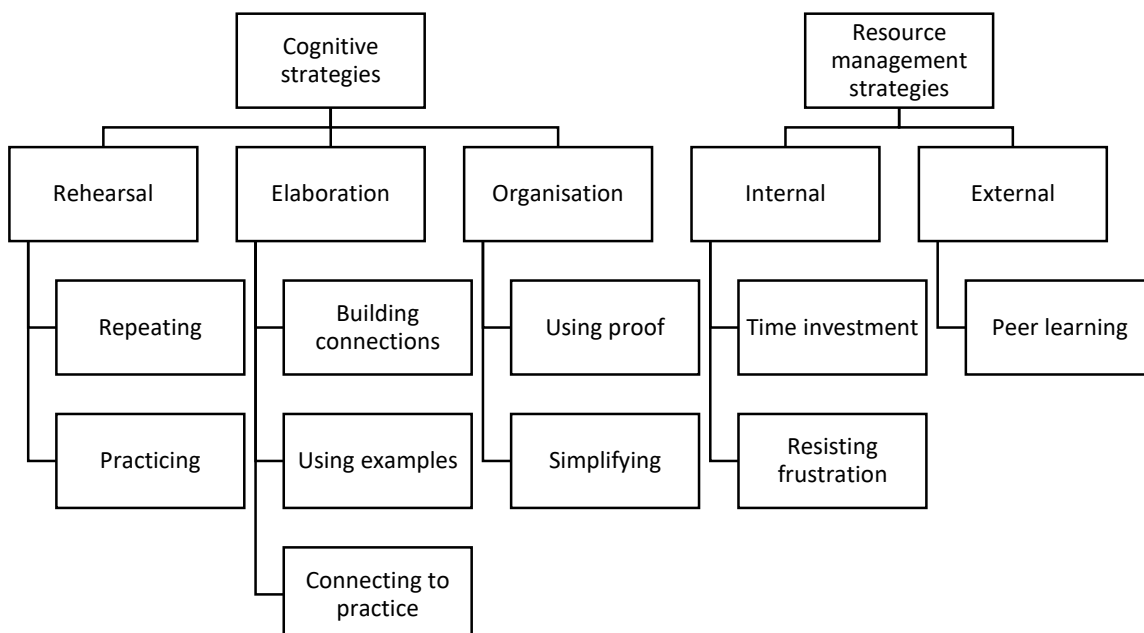 Cognitive
strategies
Resource
management
strategies
Rehearsal
Elaboration
Organisation
Internal
External
Repeating
Building
connections
Using proof
Time investment
Peer learning
Practicing
Using examples
Simplifying
Resisting
frustration
Connecting to
practice